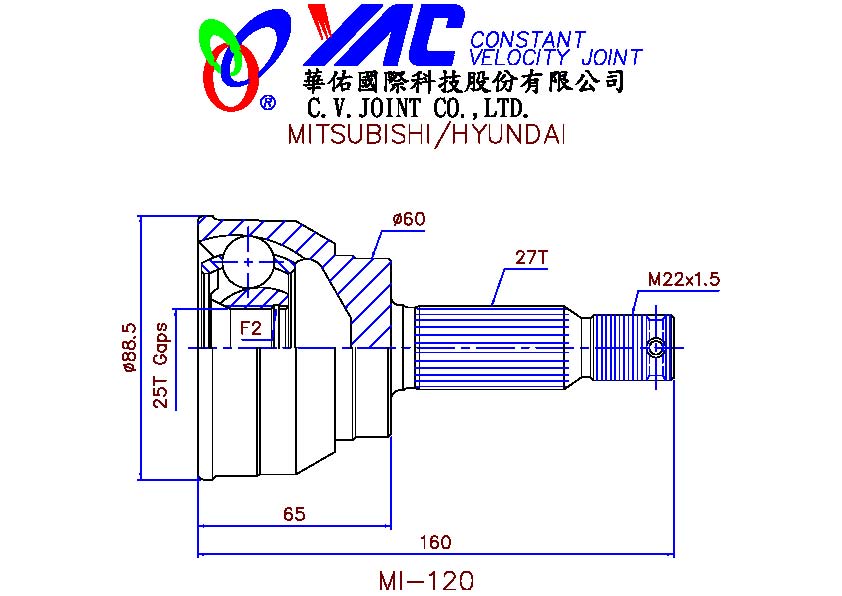 YAC CONSTANT
VELOCITY JOINT
®
華佑國際科技股份有限公司
C.V.JOINT CO.,LTD.
MITSUBISHI/HYUNDAI
ø60
27T
M22x1.5
ø88.5
25T Gaps
F2
65
160
MI-120